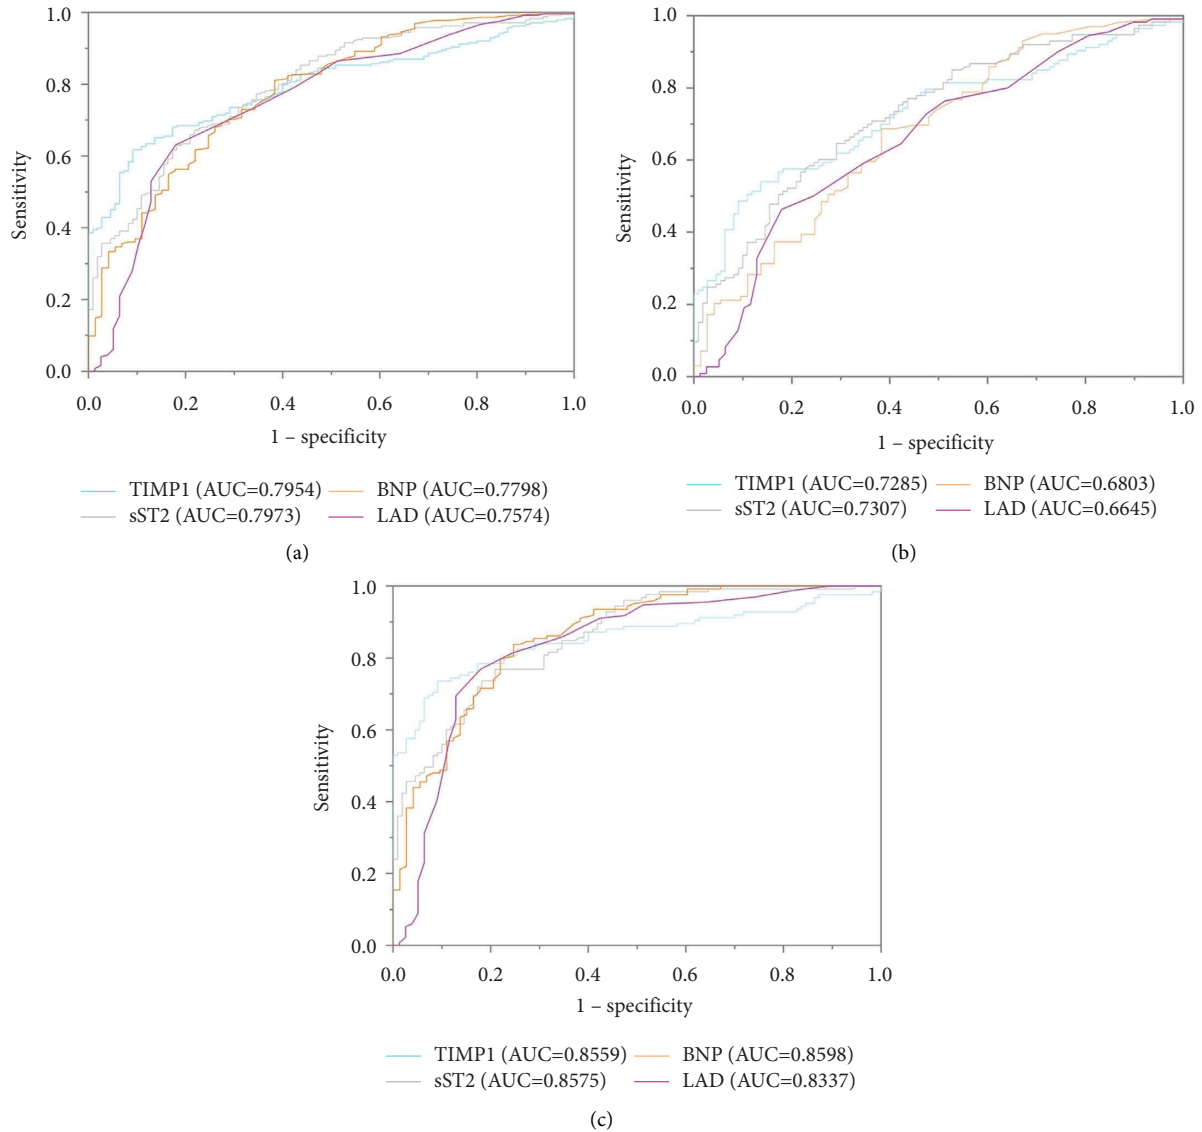 1.0
0.8
0.6
0.4
0.2
0.0
Sensitivity
0.0 0.2 0.4 0.6 0.8 1.0
1 – specificity
TIMP1 (AUC=0.7954) BNP (AUC=0.7798)
sST2 (AUC=0.7973) LAD (AUC=0.7574)
(a)
1.0
0.8
0.6
0.4
0.2
0.0
Sensitivity
0.0 0.2 0.4 0.6 0.8 1.0
1 – specificity
TIMP1 (AUC=0.7285) BNP (AUC=0.6803)
sST2 (AUC=0.7307) LAD (AUC=0.6645)
(b)
1.0
0.8
0.6
0.4
0.2
0.0
Sensitivity
0.0 0.2 0.4 0.6 0.8 1.0
1 – specificity
TIMP1 (AUC=0.8559) BNP (AUC=0.8598)
sST2 (AUC=0.8575) LAD (AUC=0.8337)
(c)